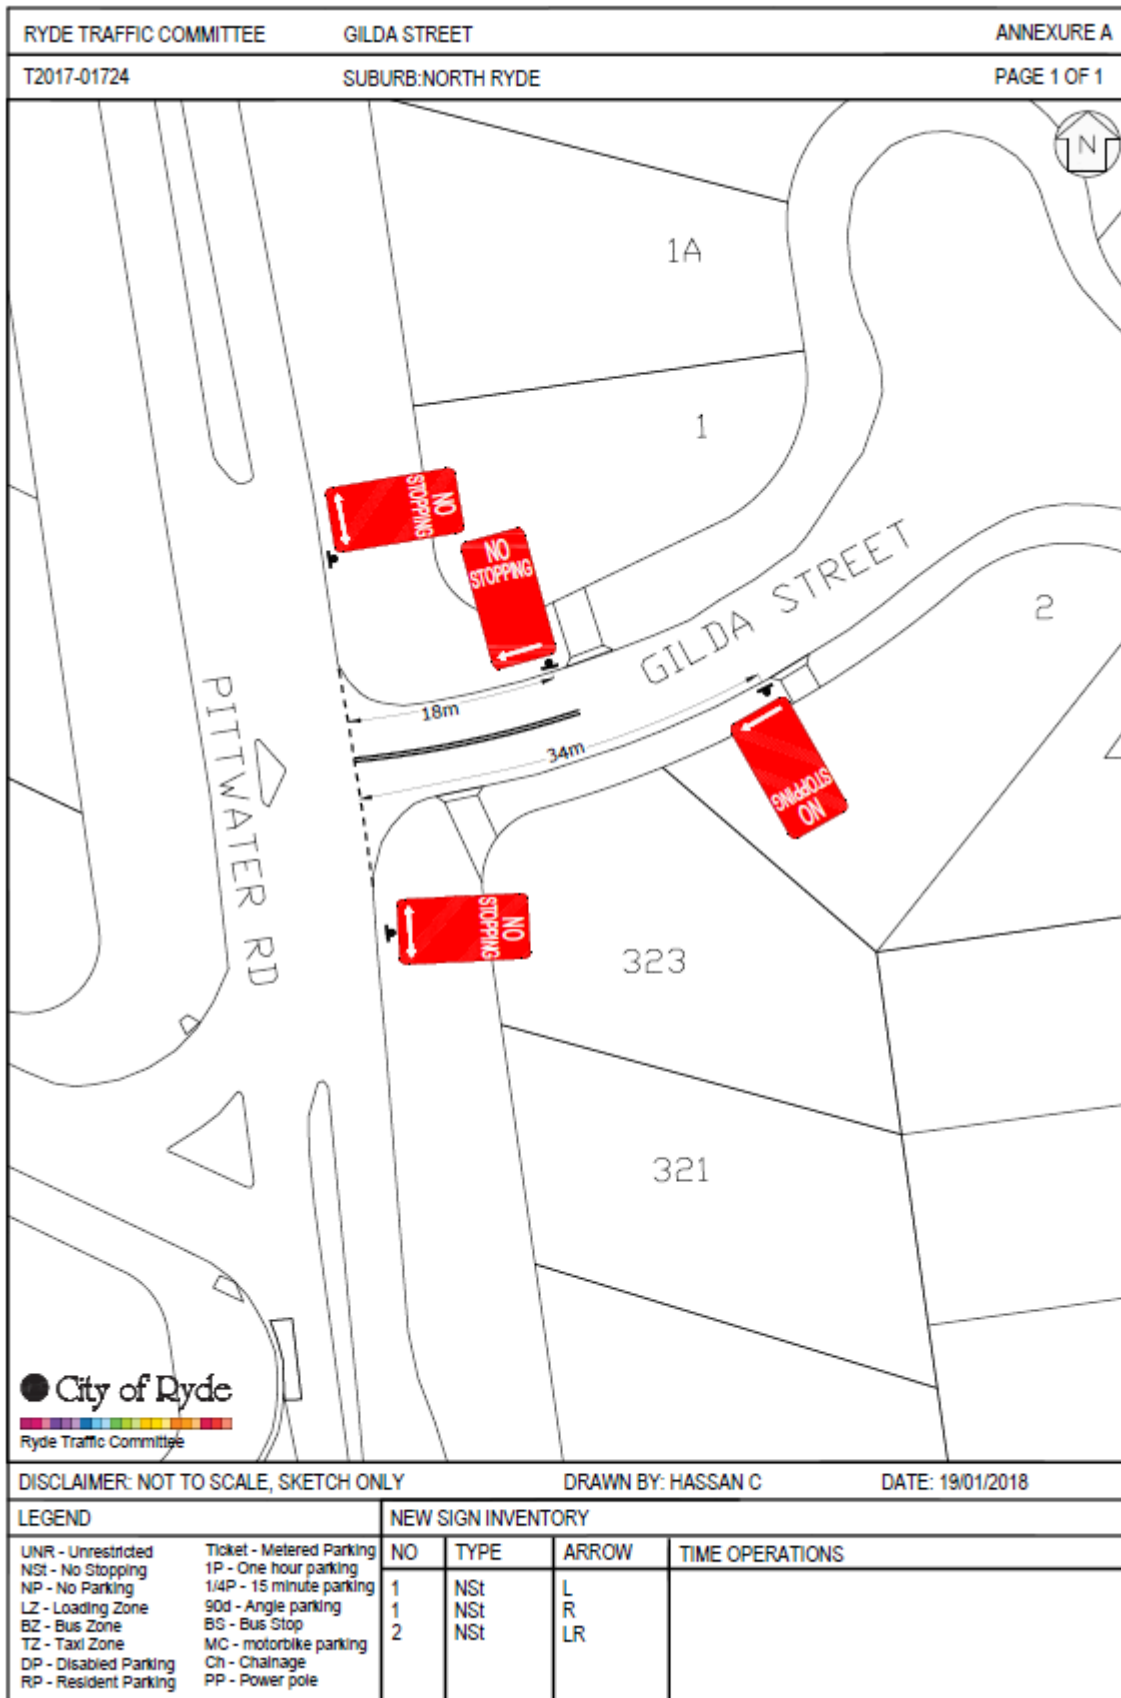 RYDE TRAFFIC COMMITTEE GILDA STREET ANNEXURE A
T2017-01724 SUBURB:NORTH RYDE PAGE 1 OF 1
N
1A
1
NO
STOPPING
NO
STOPPING
GILDA STREET
2
18m
34m
PITTWATER RD
NO
STOPPING
NO
STOPPING
323
321
City of Ryde
Ryde Traffic Committee
DISCLAIMER: NOT TO SCALE, SKETCH ONLY DRAWN BY: HASSAN C DATE: 19/01/2018
LEGEND
UNR - Unrestricted
NSt - No Stopping
NP - No Parking
LZ - Loading Zone
BZ - Bus Zone
TZ - Taxi Zone
DP - Disabled Parking
RP - Resident Parking
Ticket - Metered Parking
1P - One hour parking
1/4P - 15 minute parking
90d - Angle parking
BS - Bus Stop
MC - motorbike parking
Ch - Chainage
PP - Power pole
NEW SIGN INVENTORY
NO TYPE ARROW TIME OPERATIONS
1 NSt L
1 NSt R
2 NSt LR